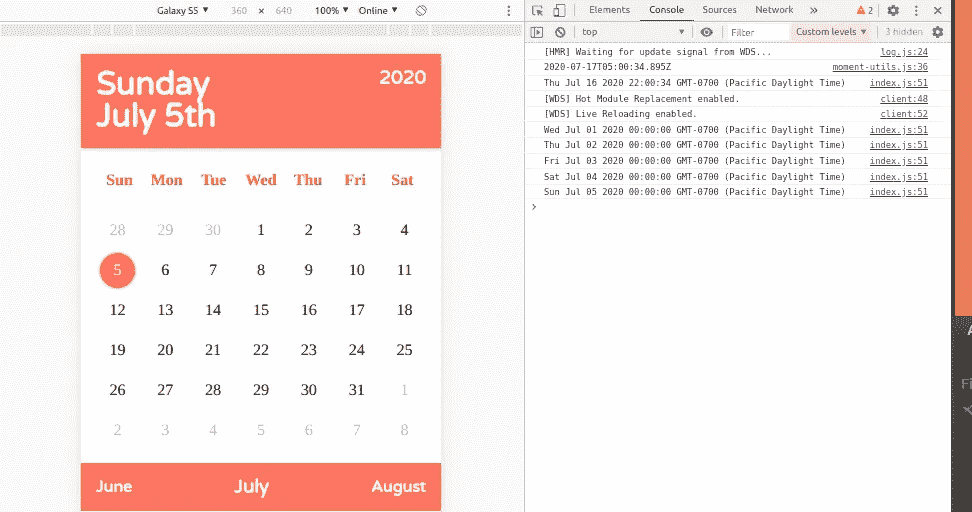 Galaxy S5 ▼ 360 × 640 100% ▼ Online ▼
Sunday 2020
July 5th
Sun Mon Tue Wed Thu Fri Sat
28 29 30 1 2 3 4
5 6 7 8 9 10 11
12 13 14 15 16 17 18
19 20 21 22 23 24 25
26 27 28 29 30 31 1
2 3 4 5 6 7 8
June July August
Elements Console Sources Network » 2
top ▼ Filter Custom levels ▼ 3 hidden
[HMR] Waiting for update signal from WDS... log.js:24
2020-07-17T05:00:34.895Z moment-utils.js:36
Thu Jul 16 2020 22:00:34 GMT-0700 (Pacific Daylight Time) index.js:51
[WDS] Hot Module Replacement enabled. client:48
[WDS] Live Reloading enabled. client:52
Wed Jul 01 2020 00:00:00 GMT-0700 (Pacific Daylight Time) index.js:51
Thu Jul 02 2020 00:00:00 GMT-0700 (Pacific Daylight Time) index.js:51
Fri Jul 03 2020 00:00:00 GMT-0700 (Pacific Daylight Time) index.js:51
Sat Jul 04 2020 00:00:00 GMT-0700 (Pacific Daylight Time) index.js:51
Sun Jul 05 2020 00:00:00 GMT-0700 (Pacific Daylight Time) index.js:51